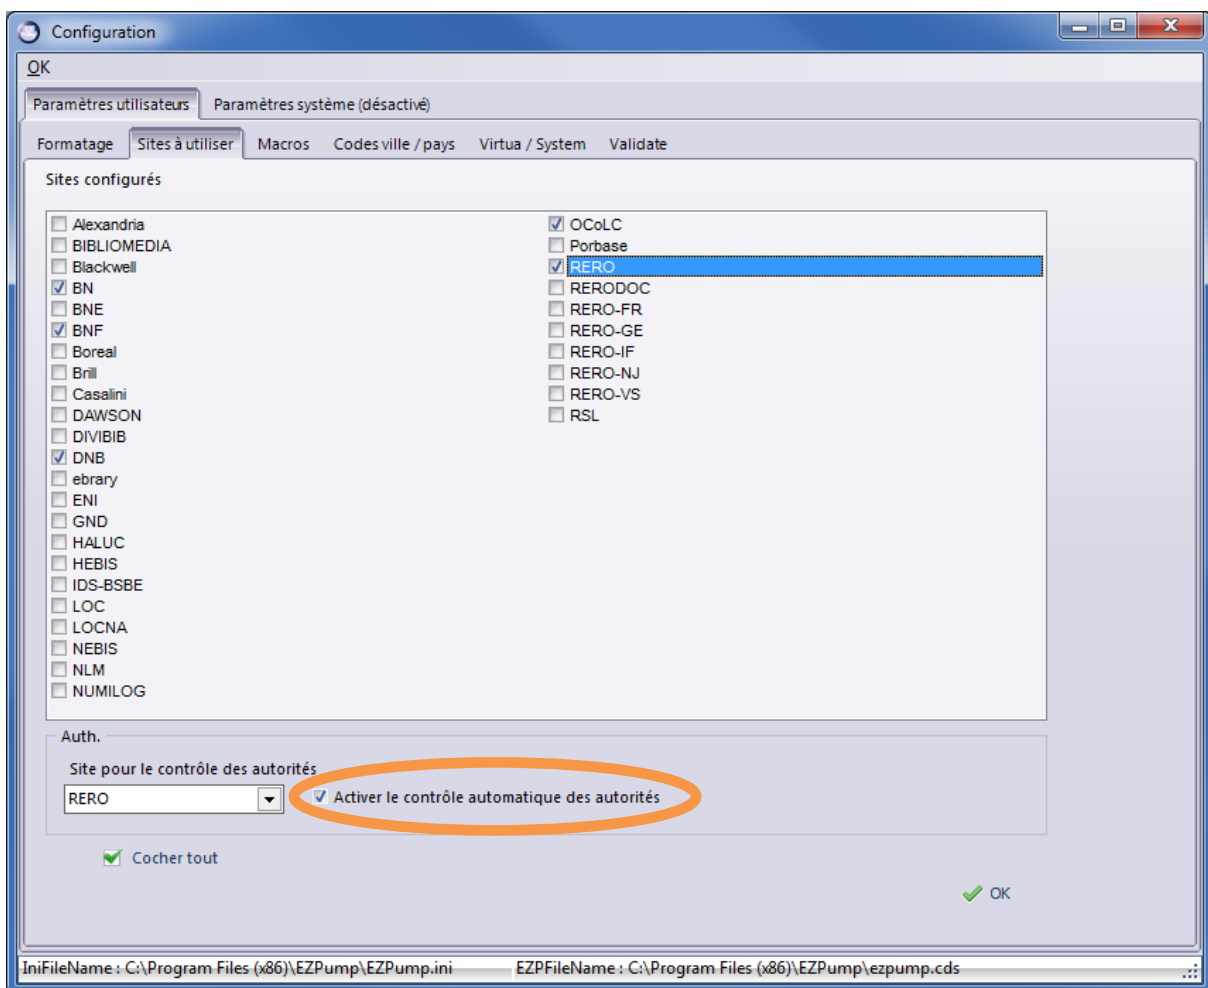 Configuration
OK
Paramètres utilisateurs Paramètres système (désactivé)
Formatage Sites à utiliser Macros Codes ville / pays Virtua / System Validate
Sites configurés
Alexandria
BIBLIOMEDIA
Blackwell
BN
BNE
BNF
Boreal
Brill
Casalini
DAWSON
DIVIBIB
DNB
ebrary
ENI
GND
HALUC
HEBIS
IDS-BSBE
LOC
LOCNA
NEBIS
NLM
NUMILOG
OCoLC
Porbase
RERO
RERODOC
RERO-FR
RERO-GE
RERO-IF
RERO-NJ
RERO-VS
RSL
Auth.
Site pour le contrôle des autorités
RERO Activer le contrôle automatique des autorités
Cocher tout
OK
IniFileName : C:\Program Files (x86)\EZPump\EZPump.ini EZPFileName : C:\Program Files (x86)\EZPump\ezpump.cds